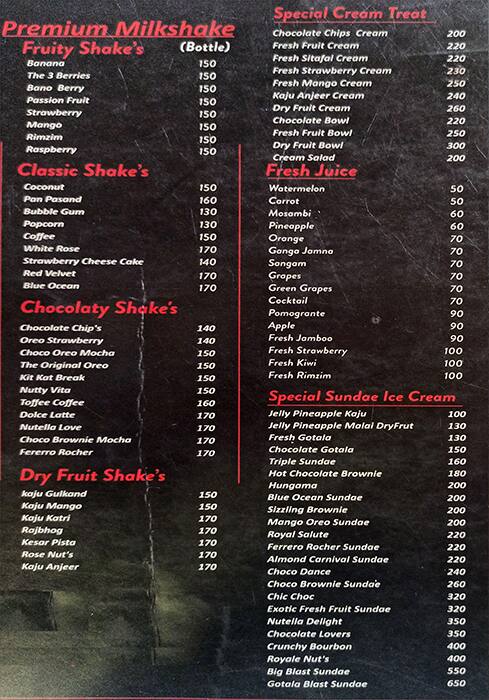 Premium Milkshake
Fruity Shake's (Bottle)
Banana 150
The 3 Berries 150
Bano Berry 150
Passion Fruit 150
Strawberry 150
Mango 150
Rimzim 150
Raspberry 150
Classic Shake's
Coconut 150
Pan Pasand 160
Bubble Gum 130
Popcorn 130
Coffee 150
White Rose 170
Strawberry Cheese Cake 140
Red Velvet 170
Blue Ocean 170
Chocolaty Shake's
Chocolate Chip's 140
Oreo Strawberry 140
Choco Oreo Mocha 150
The Original Oreo 150
Kit Kat Break 150
Nutty Vita 150
Toffee Coffee 160
Dolce Latte 170
Nutella Love 170
Choco Brownie Mocha 170
Fererro Rocher 170
Dry Fruit Shake's
kaju Gulkand 150
Kaju Mango 150
Kaju Katri 170
Rajbhog 170
Kesar Pista 170
Rose Nut's 170
Kaju Anjeer 170
Special Cream Treat
Chocolate Chips Cream 200
Fresh Fruit Cream 220
Fresh Sitafal Cream 220
Fresh Strawberry Cream 230
Fresh Mango Cream 250
Kaju Anjeer Cream 240
Dry Fruit Cream 260
Chocolate Bowl 220
Fresh Fruit Bowl 250
Dry Fruit Bowl 300
Cream Salad 200
Fresh Juice
Watermelon 50
Carrot 50
Mosambi 60
Pineapple 60
Orange 70
Ganga Jamna 70
Sangam 70
Grapes 70
Green Grapes 70
Cocktail 70
Pomogrante 90
Apple 90
Fresh Jamboo 90
Fresh Strawberry 100
Fresh Kiwi 100
Fresh Rimzim 100
Special Sundae Ice Cream
Jelly Pineapple Kaju 100
Jelly Pineapple Malai DryFrut 130
Fresh Gotala 130
Chocolate Gotala 150
Triple Sundae 160
Hot Chocolate Brownie 180
Hungama 200
Blue Ocean Sundae 200
Sizzling Brownie 200
Mango Oreo Sundae 200
Royal Salute 220
Ferrero Rocher Sundae 220
Almond Carnival Sundae 220
Choco Dance 240
Choco Brownie Sundae 260
Chic Choc 320
Exotic Fresh Fruit Sundae 320
Nutella Delight 350
Chocolate Lovers 350
Crunchy Bourbon 400
Royale Nut's 400
Big Blast Sundae 550
Gotala Blast Sundae 650